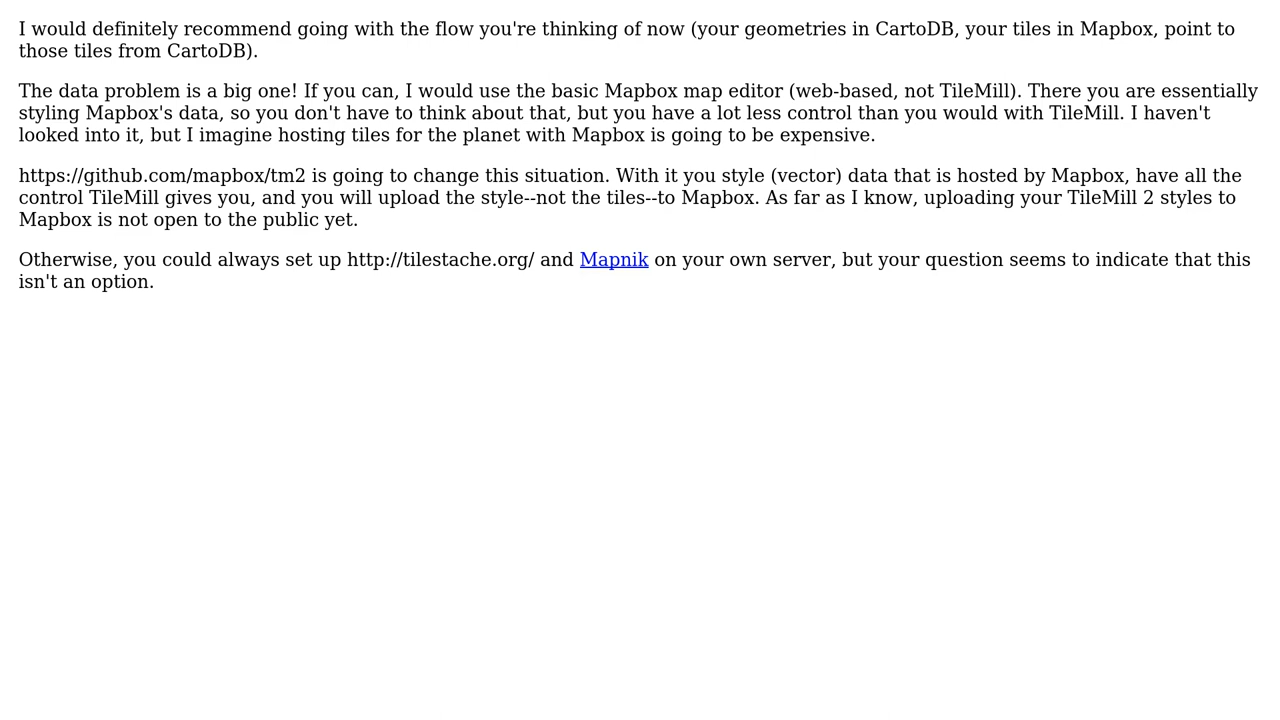 I would definitely recommend going with the flow you're thinking of now (your geometries in CartoDB, your tiles in Mapbox, point to
those tiles from CartoDB).
The data problem is a big one! If you can, I would use the basic Mapbox map editor (web-based, not TileMill). There you are essentially
styling Mapbox's data, so you don't have to think about that, but you have a lot less control than you would with TileMill. I haven't
looked into it, but I imagine hosting tiles for the planet with Mapbox is going to be expensive.
https://github.com/mapbox/tm2 is going to change this situation. With it you style (vector) data that is hosted by Mapbox, have all the
control TileMill gives you, and you will upload the style--not the tiles--to Mapbox. As far as I know, uploading your TileMill 2 styles to
Mapbox is not open to the public yet.
Otherwise, you could always set up http://tilestache.org/ and Mapnik on your own server, but your question seems to indicate that this
isn't an option.